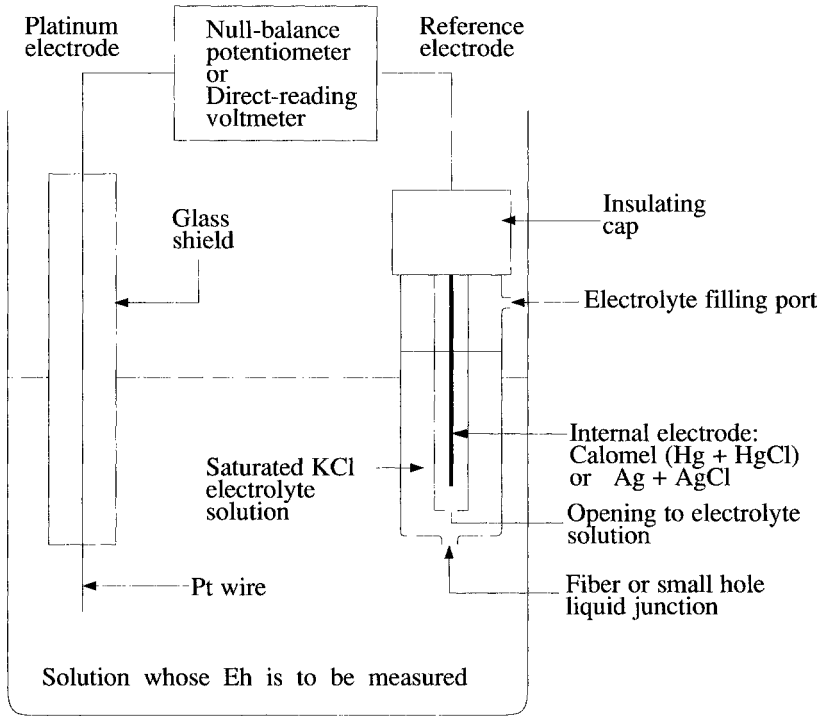 Platinum
electrode
Null-balance
potentiometer
or
Direct-reading
voltmeter
Reference
electrode
Glass
shield
Insulating
cap
Electrolyte filling port
Internal electrode:
Calomel (Hg + HgCl)
or Ag + AgCl
Saturated KCl
electrolyte
solution
Opening to electrolyte
solution
Pt wire
Fiber or small hole
liquid junction
Solution whose Eh is to be measured